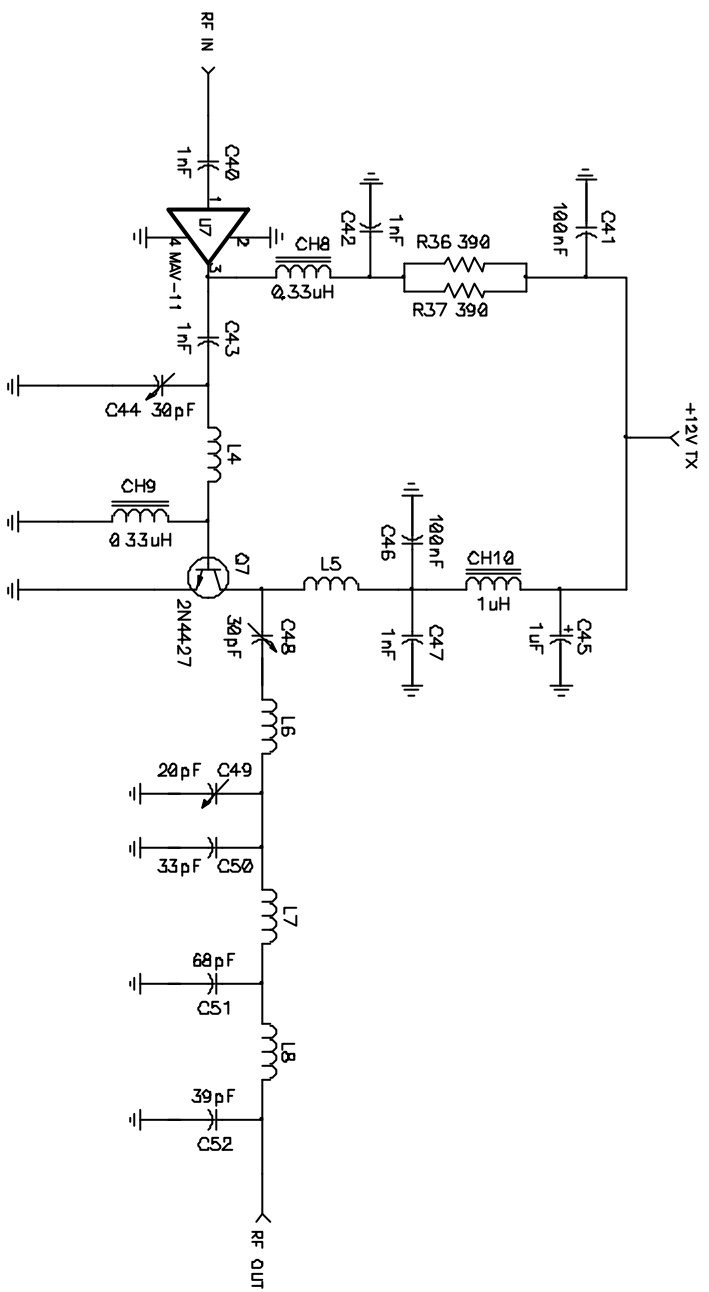 RF IN
C40
1nF
1
U7
2
4
MAV-11
3
CH8
0.33uH
C42
1nF
R36 390
R37 390
C41
100nF
+12V TX
C43
1nF
C44 30pF
L4
CH9
0.33uH
Q7
2N4427
L5
C46
100nF
C47
1nF
CH10
1uH
C45
+
1uF
C48
30pF
L6
20pF C49
33pF C50
L7
68pF
C51
L8
39pF
C52
RF OUT